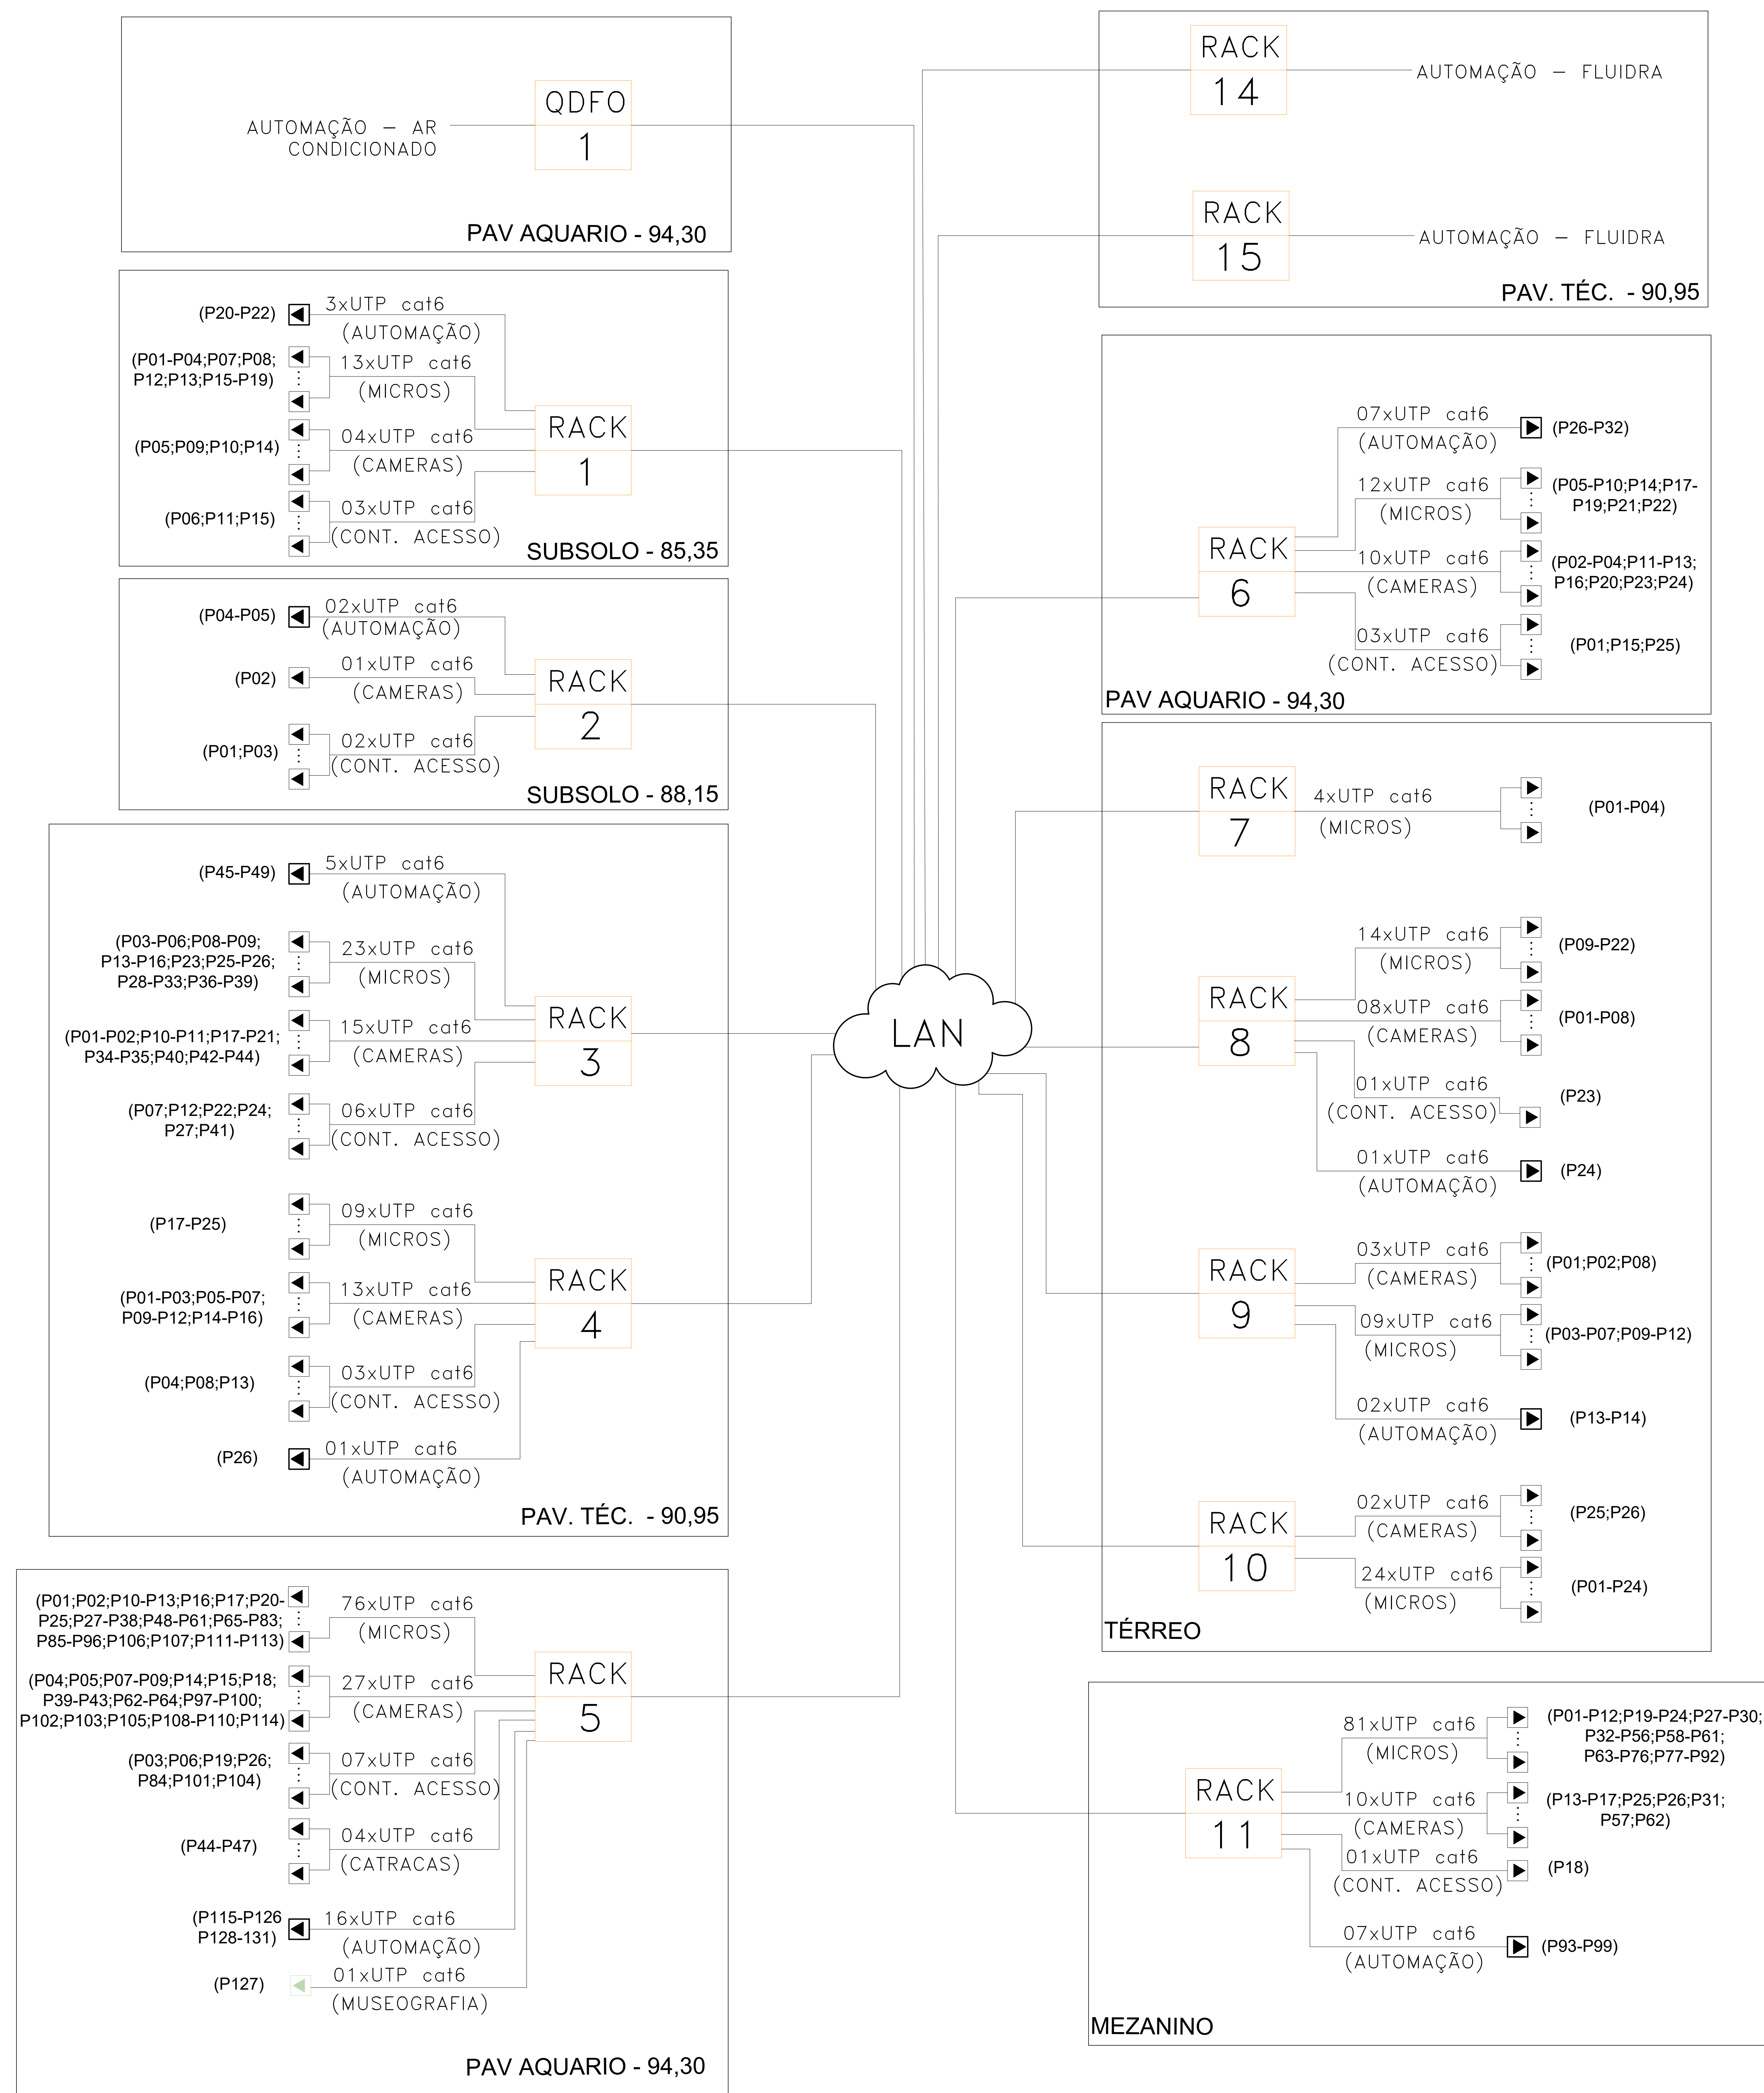 QDFO
1
AUTOMAÇÃO – AR
CONDICIONADO
PAV AQUARIO - 94,30
(P20-P22)
3xUTP cat6
(AUTOMAÇÃO)
(P01-P04;P07;P08;
P12;P13;P15-P19)
13xUTP cat6
(MICROS)
(P05;P09;P10;P14)
04xUTP cat6
(CAMERAS)
(P06;P11;P15)
03xUTP cat6
(CONT. ACESSO)
RACK
1
SUBSOLO - 85,35
(P04-P05)
02xUTP cat6
(AUTOMAÇÃO)
(P02)
01xUTP cat6
(CAMERAS)
(P01;P03)
02xUTP cat6
(CONT. ACESSO)
RACK
2
SUBSOLO - 88,15
(P45-P49)
5xUTP cat6
(AUTOMAÇÃO)
(P03-P06;P08-P09;
P13-P16;P23;P25-P26;
P28-P33;P36-P39)
23xUTP cat6
(MICROS)
(P01-P02;P10-P11;P17-P21;
P34-P35;P40;P42-P44)
15xUTP cat6
(CAMERAS)
(P07;P12;P22;P24;
P27;P41)
06xUTP cat6
(CONT. ACESSO)
RACK
3
(P17-P25)
09xUTP cat6
(MICROS)
(P01-P03;P05-P07;
P09-P12;P14-P16)
13xUTP cat6
(CAMERAS)
(P04;P08;P13)
03xUTP cat6
(CONT. ACESSO)
(P26)
01xUTP cat6
(AUTOMAÇÃO)
RACK
4
PAV. TÉC. - 90,95
(P01;P02;P10-P13;P16;P17;P20-
P25;P27-P38;P48-P61;P65-P83;
P85-P96;P106;P107;P111-P113)
76xUTP cat6
(MICROS)
(P04;P05;P07-P09;P14;P15;P18;
P39-P43;P62-P64;P97-P100;
P102;P103;P105;P108-P110;P114)
27xUTP cat6
(CAMERAS)
(P03;P06;P19;P26;
P84;P101;P104)
07xUTP cat6
(CONT. ACESSO)
(P44-P47)
04xUTP cat6
(CATRACAS)
(P115-P126
P128-131)
16xUTP cat6
(AUTOMAÇÃO)
(P127)
01xUTP cat6
(MUSEOGRAFIA)
RACK
5
PAV AQUARIO - 94,30
LAN
RACK
14
AUTOMAÇÃO – FLUIDRA
RACK
15
AUTOMAÇÃO – FLUIDRA
PAV. TÉC. - 90,95
RACK
6
07xUTP cat6
(AUTOMAÇÃO)
(P26-P32)
12xUTP cat6
(MICROS)
(P05-P10;P14;P17-
P19;P21;P22)
10xUTP cat6
(CAMERAS)
(P02-P04;P11-P13;
P16;P20;P23;P24)
03xUTP cat6
(CONT. ACESSO)
(P01;P15;P25)
PAV AQUARIO - 94,30
RACK
7
4xUTP cat6
(MICROS)
(P01-P04)
RACK
8
14xUTP cat6
(MICROS)
(P09-P22)
08xUTP cat6
(CAMERAS)
(P01-P08)
01xUTP cat6
(CONT. ACESSO)
(P23)
01xUTP cat6
(AUTOMAÇÃO)
(P24)
RACK
9
03xUTP cat6
(CAMERAS)
(P01;P02;P08)
09xUTP cat6
(MICROS)
(P03-P07;P09-P12)
02xUTP cat6
(AUTOMAÇÃO)
(P13-P14)
RACK
10
02xUTP cat6
(CAMERAS)
(P25;P26)
24xUTP cat6
(MICROS)
(P01-P24)
TÉRREO
RACK
11
81xUTP cat6
(MICROS)
(P01-P12;P19-P24;P27-P30;
P32-P56;P58-P61;
P63-P76;P77-P92)
10xUTP cat6
(CAMERAS)
(P13-P17;P25;P26;P31;
P57;P62)
01xUTP cat6
(CONT. ACESSO)
(P18)
07xUTP cat6
(AUTOMAÇÃO)
(P93-P99)
MEZANINO